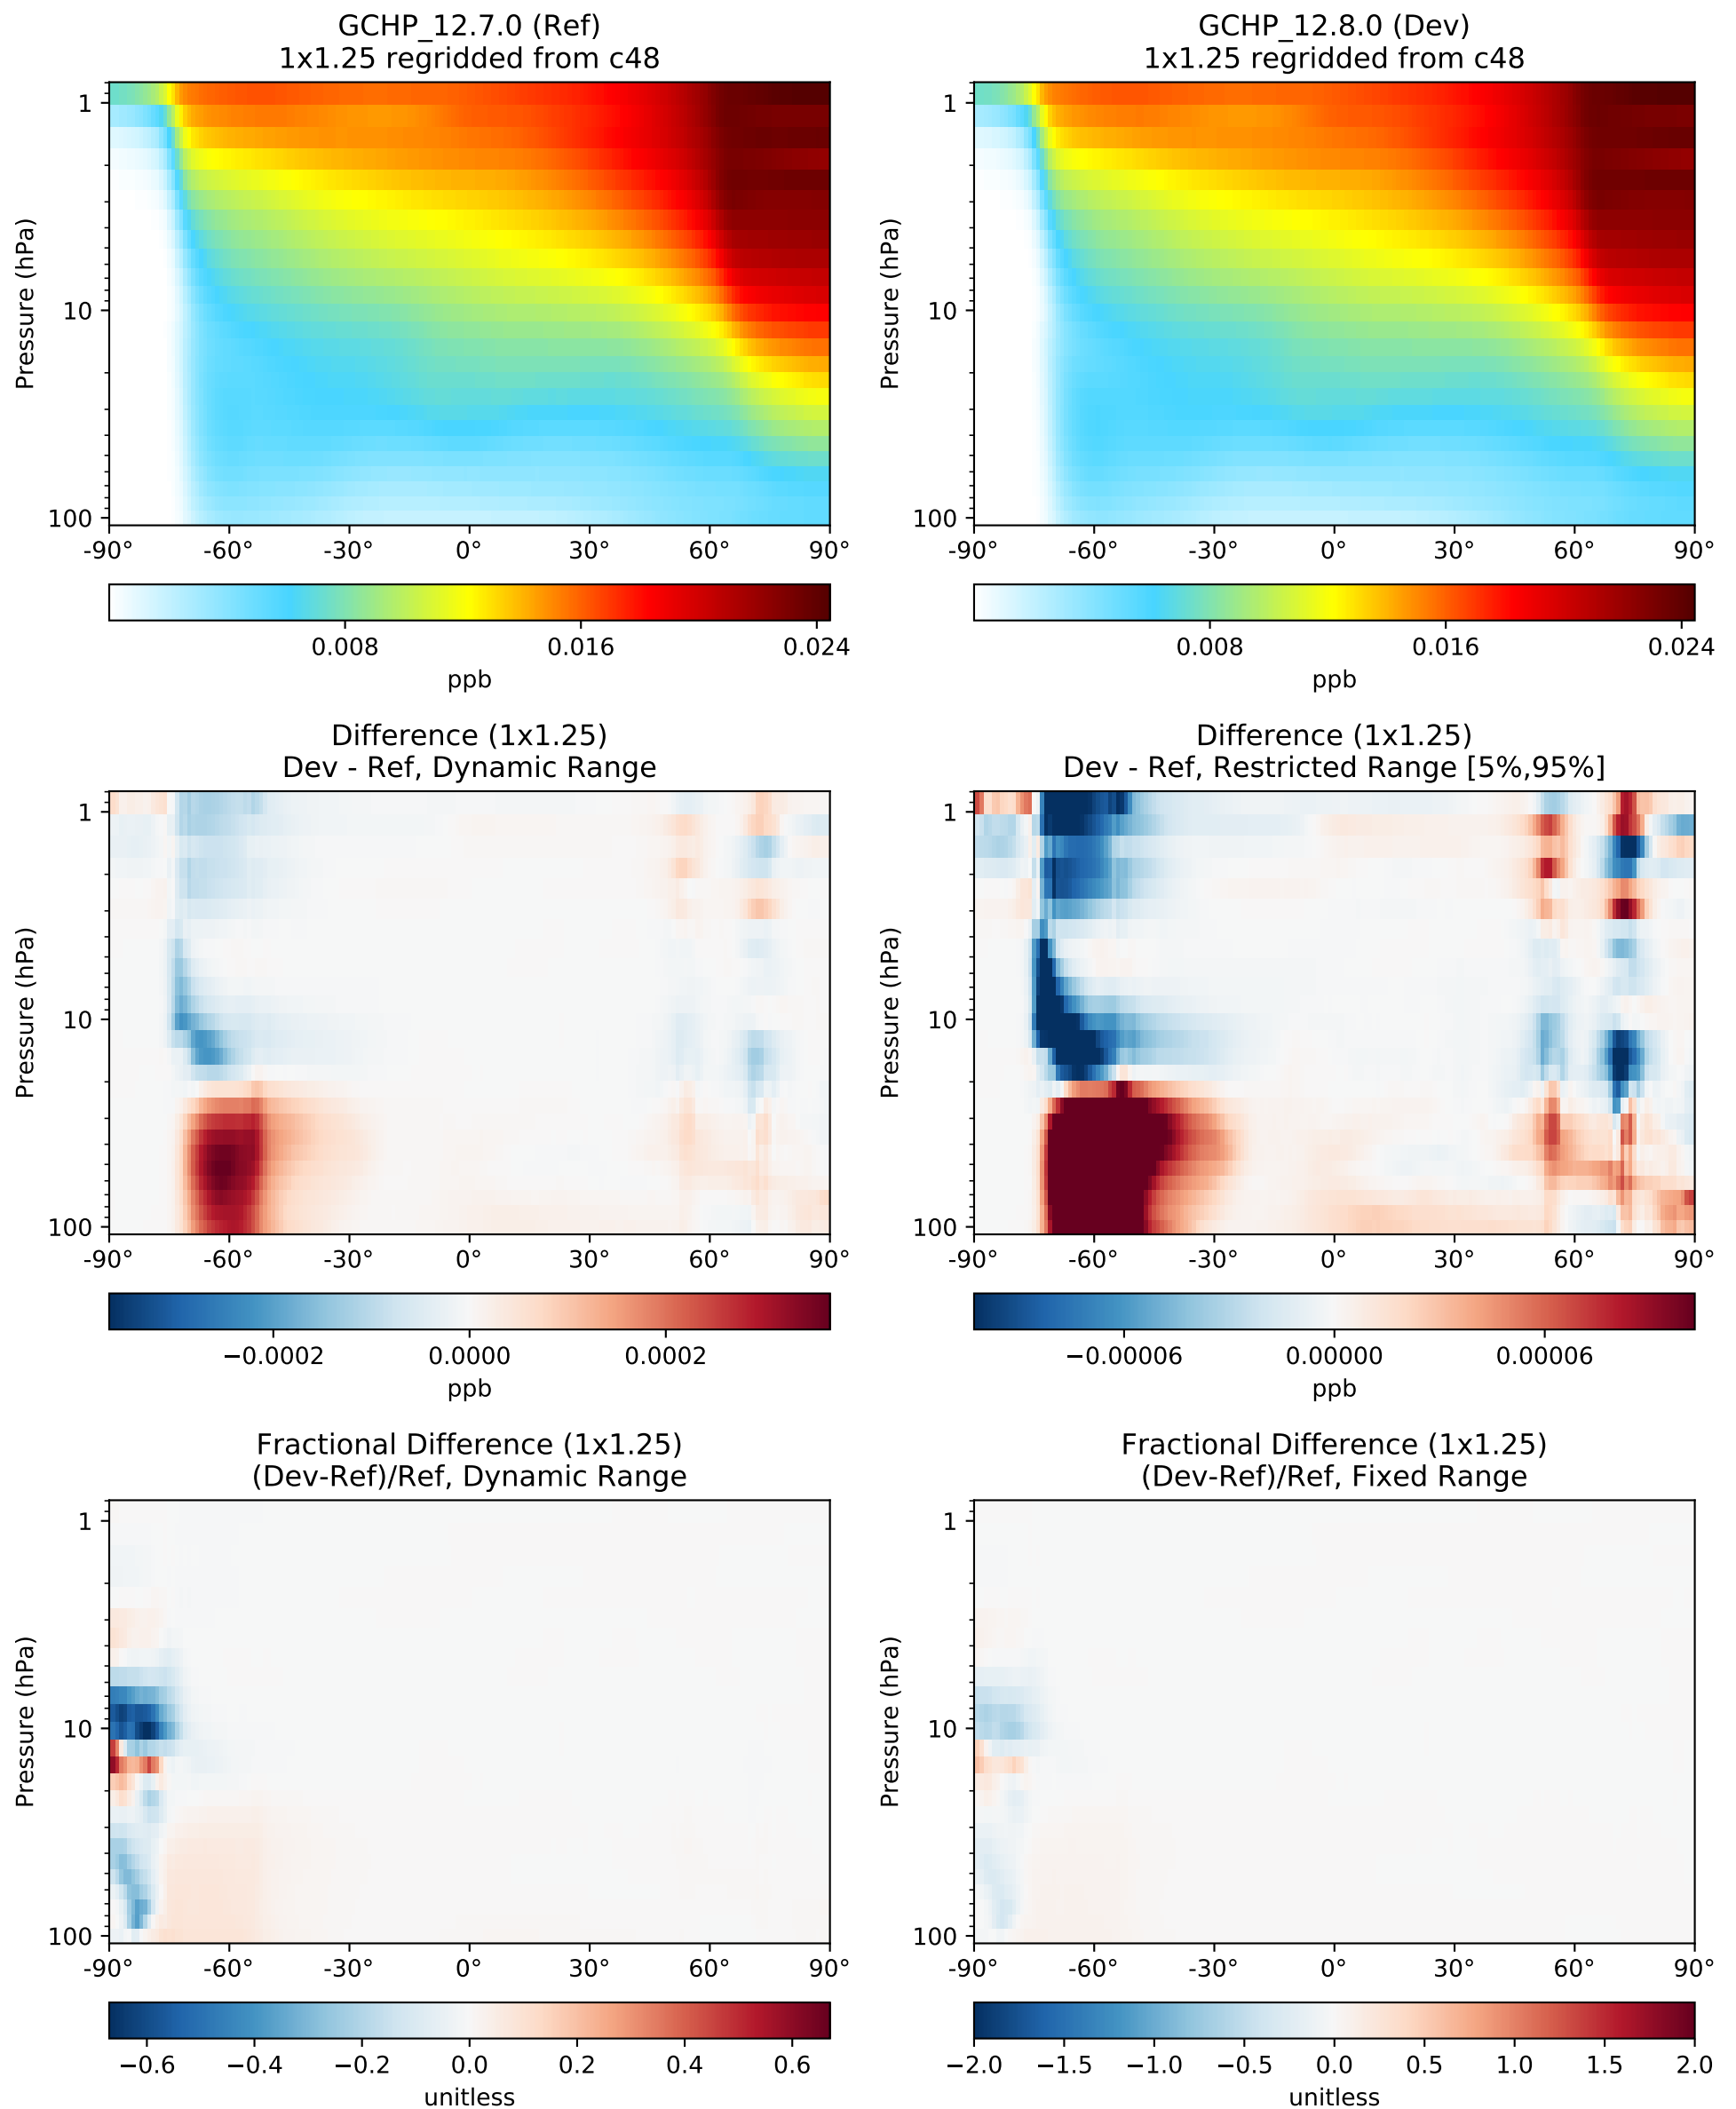 GCHP_12.7.0 (Ref)
1x1.25 regridded from c48
Pressure (hPa)
1
10
100
-90° -60° -30° 0° 30° 60° 90°
0.008 0.016 0.024
ppb
GCHP_12.8.0 (Dev)
1x1.25 regridded from c48
Pressure (hPa)
1
10
100
-90° -60° -30° 0° 30° 60° 90°
0.008 0.016 0.024
ppb
Difference (1x1.25)
Dev - Ref, Dynamic Range
Pressure (hPa)
1
10
100
-90° -60° -30° 0° 30° 60° 90°
−0.0002 0.0000 0.0002
ppb
Difference (1x1.25)
Dev - Ref, Restricted Range [5%,95%]
Pressure (hPa)
1
10
100
-90° -60° -30° 0° 30° 60° 90°
−0.00006 0.00000 0.00006
ppb
Fractional Difference (1x1.25)
(Dev-Ref)/Ref, Dynamic Range
Pressure (hPa)
1
10
100
-90° -60° -30° 0° 30° 60° 90°
−0.6 −0.4 −0.2 0.0 0.2 0.4 0.6
unitless
Fractional Difference (1x1.25)
(Dev-Ref)/Ref, Fixed Range
Pressure (hPa)
1
10
100
-90° -60° -30° 0° 30° 60° 90°
−2.0 −1.5 −1.0 −0.5 0.0 0.5 1.0 1.5 2.0
unitless